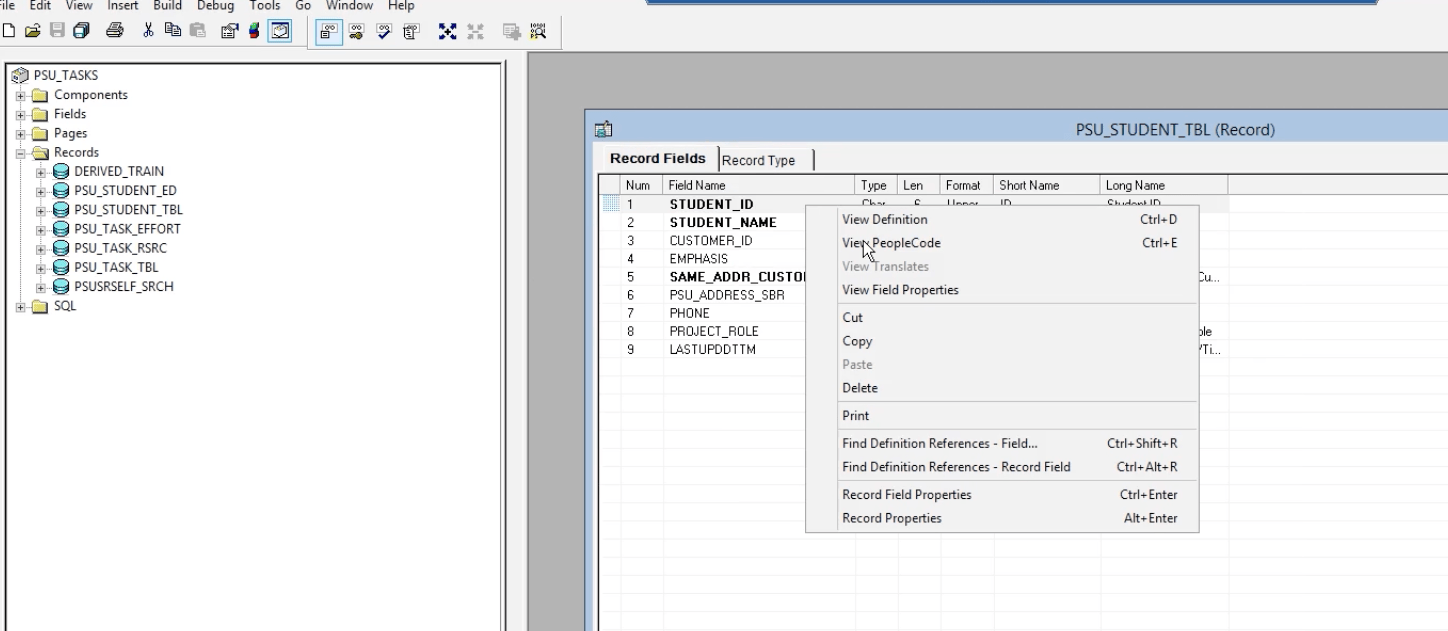 File Edit View Insert Build Debug Tools Go Window Help
PSU_TASKS
Components
Fields
Pages
Records
DERIVED_TRAIN
PSU_STUDENT_ED
PSU_STUDENT_TBL
PSU_TASK_EFFORT
PSU_TASK_RSRC
PSU_TASK_TBL
PSUSRSELF_SRCH
SQL
PSU_STUDENT_TBL (Record)
Record Fields Record Type
Num Field Name Type Len Format Short Name Long Name
1 STUDENT_ID Char 6 Upper ID Student ID
2 STUDENT_NAME
3 CUSTOMER_ID
4 EMPHASIS
5 SAME_ADDR_CUSTO Cu...
6 PSU_ADDRESS_SBR
7 PHONE
8 PROJECT_ROLE ole
9 LASTUPDDTTM /Ti...
View Definition Ctrl+D
View PeopleCode Ctrl+E
View Translates
View Field Properties
Cut
Copy
Paste
Delete
Print
Find Definition References - Field... Ctrl+Shift+R
Find Definition References - Record Field Ctrl+Alt+R
Record Field Properties Ctrl+Enter
Record Properties Alt+Enter